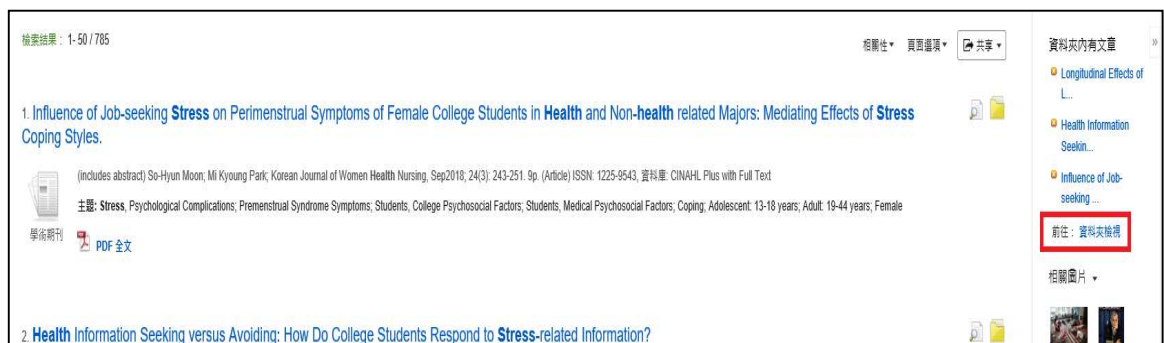 檢索結果：1- 50 / 785
相關性 頁面選項 共享
1. Influence of Job-seeking Stress on Perimenstrual Symptoms of Female College Students in Health and Non-health related Majors: Mediating Effects of Stress
Coping Styles.
(includes abstract) So-Hyun Moon; Mi Kyoung Park; Korean Journal of Women Health Nursing, Sep2018; 24(3): 243-251. 9p. (Article) ISSN: 1225-9543, 資料庫: CINAHL Plus with Full Text
主題: Stress, Psychological Complications; Premenstrual Syndrome Symptoms; Students, College Psychosocial Factors; Students, Medical Psychosocial Factors; Coping; Adolescent: 13-18 years; Adult: 19-44 years; Female
學術期刊
PDF 全文
2. Health Information Seeking versus Avoiding: How Do College Students Respond to Stress-related Information?
資料夾內有文章
»
Longitudinal Effects of
L...
Health Information
Seekin...
Influence of Job-
seeking ...
前往：資料夾檢視
相關圖片